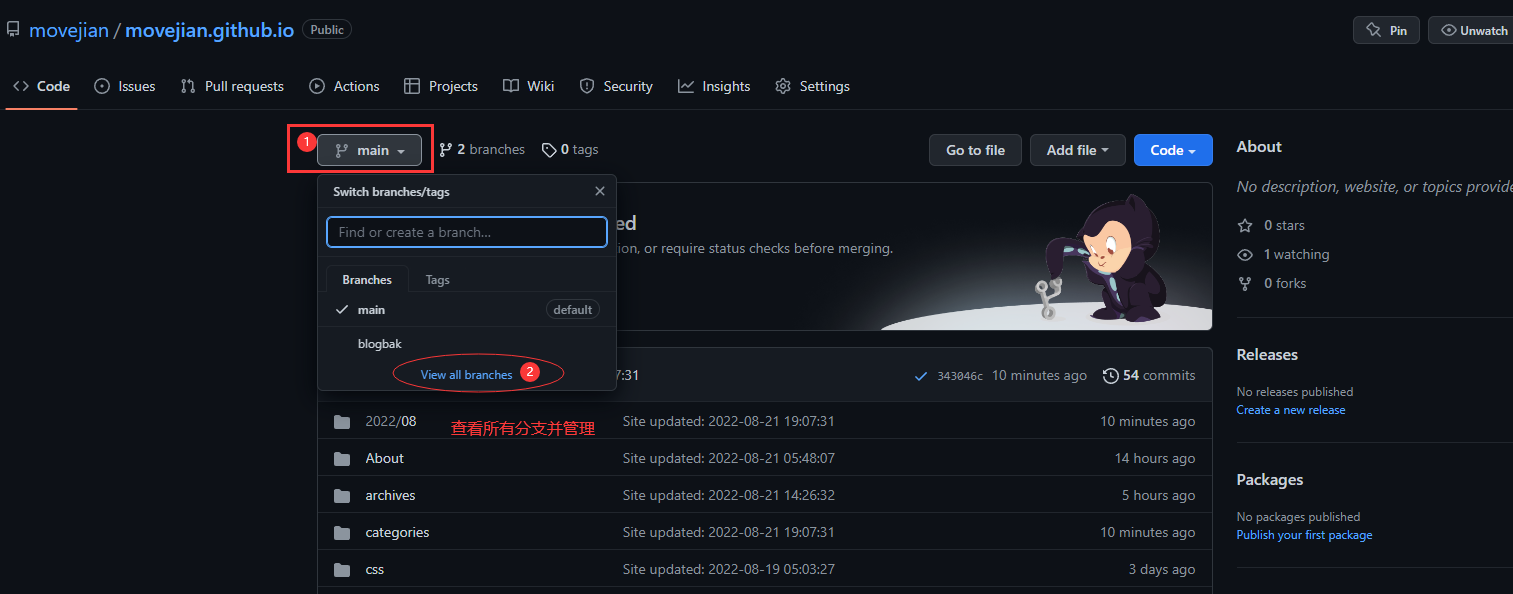 movejian / movejian.github.io Public
Pin
Unwatch
Code Issues Pull requests Actions Projects Wiki Security Insights Settings
1 main 2 branches 0 tags
Go to file Add file Code
Switch branches/tags
Find or create a branch...
Branches Tags
main default
blogbak
View all branches 2
ed
ion, or require status checks before merging.
7:31 343046c 10 minutes ago 54 commits
查看所有分支并管理
2022/08 Site updated: 2022-08-21 19:07:31 10 minutes ago
About Site updated: 2022-08-21 05:48:07 14 hours ago
archives Site updated: 2022-08-21 14:26:32 5 hours ago
categories Site updated: 2022-08-21 19:07:31 10 minutes ago
css Site updated: 2022-08-19 05:03:27 3 days ago
About
No description, website, or topics provide
0 stars
1 watching
0 forks
Releases
No releases published
Create a new release
Packages
No packages published
Publish your first package